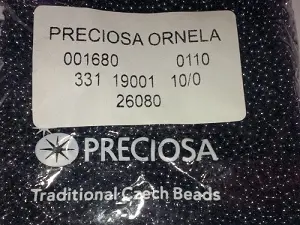 PRECIOSA ORNELA
001680 0110
331 19001 10/0
26080
PRECIOSA
Traditional Czech Beads